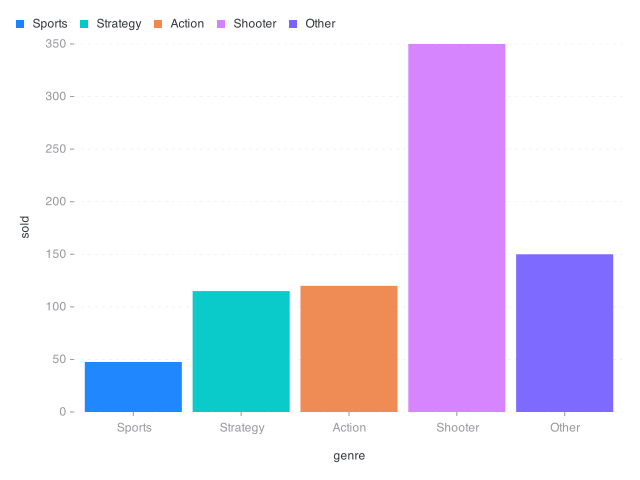 Sports Strategy Action Shooter Other
350
300
250
200
150
100
50
0
sold
Sports Strategy Action Shooter Other
genre